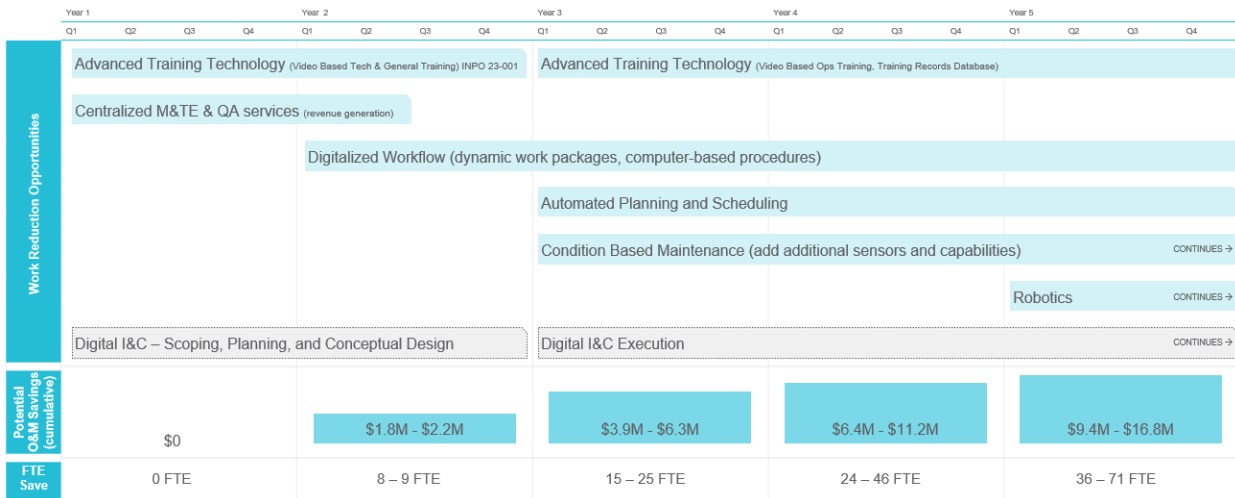 Year 1 Year 2 Year 3 Year 4 Year 5
Q1 Q2 Q3 Q4 Q1 Q2 Q3 Q4 Q1 Q2 Q3 Q4 Q1 Q2 Q3 Q4 Q1 Q2 Q3 Q4
Work Reduction Opportunities
Advanced Training Technology (Video Based Tech & General Training) INPO 23-001
Advanced Training Technology (Video Based Ops Training, Training Records Database)
Centralized M&TE & QA services (revenue generation)
Digitalized Workflow (dynamic work packages, computer-based procedures)
Automated Planning and Scheduling
Condition Based Maintenance (add additional sensors and capabilities) CONTINUES →
Robotics CONTINUES →
Digital I&C – Scoping, Planning, and Conceptual Design
Digital I&C Execution CONTINUES →
Potential
O&M Savings
(cumulative)
$0 $1.8M - $2.2M $3.9M - $6.3M $6.4M - $11.2M $9.4M - $16.8M
FTE
Save
0 FTE 8 – 9 FTE 15 – 25 FTE 24 – 46 FTE 36 – 71 FTE